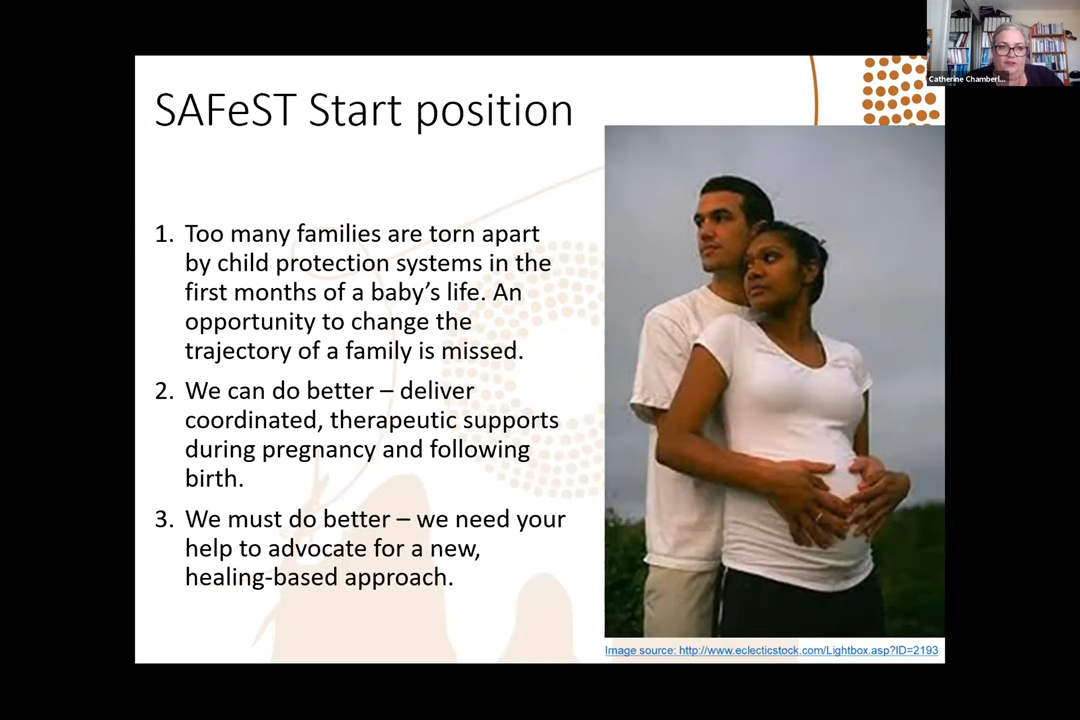 Catherine Chamberl...
SAFeST Start position
1. Too many families are torn apart
by child protection systems in the
first months of a baby’s life. An
opportunity to change the
trajectory of a family is missed.
2. We can do better – deliver
coordinated, therapeutic supports
during pregnancy and following
birth.
3. We must do better – we need your
help to advocate for a new,
healing-based approach.
Image source: http://www.eclecticstock.com/Lightbox.asp?ID=2193